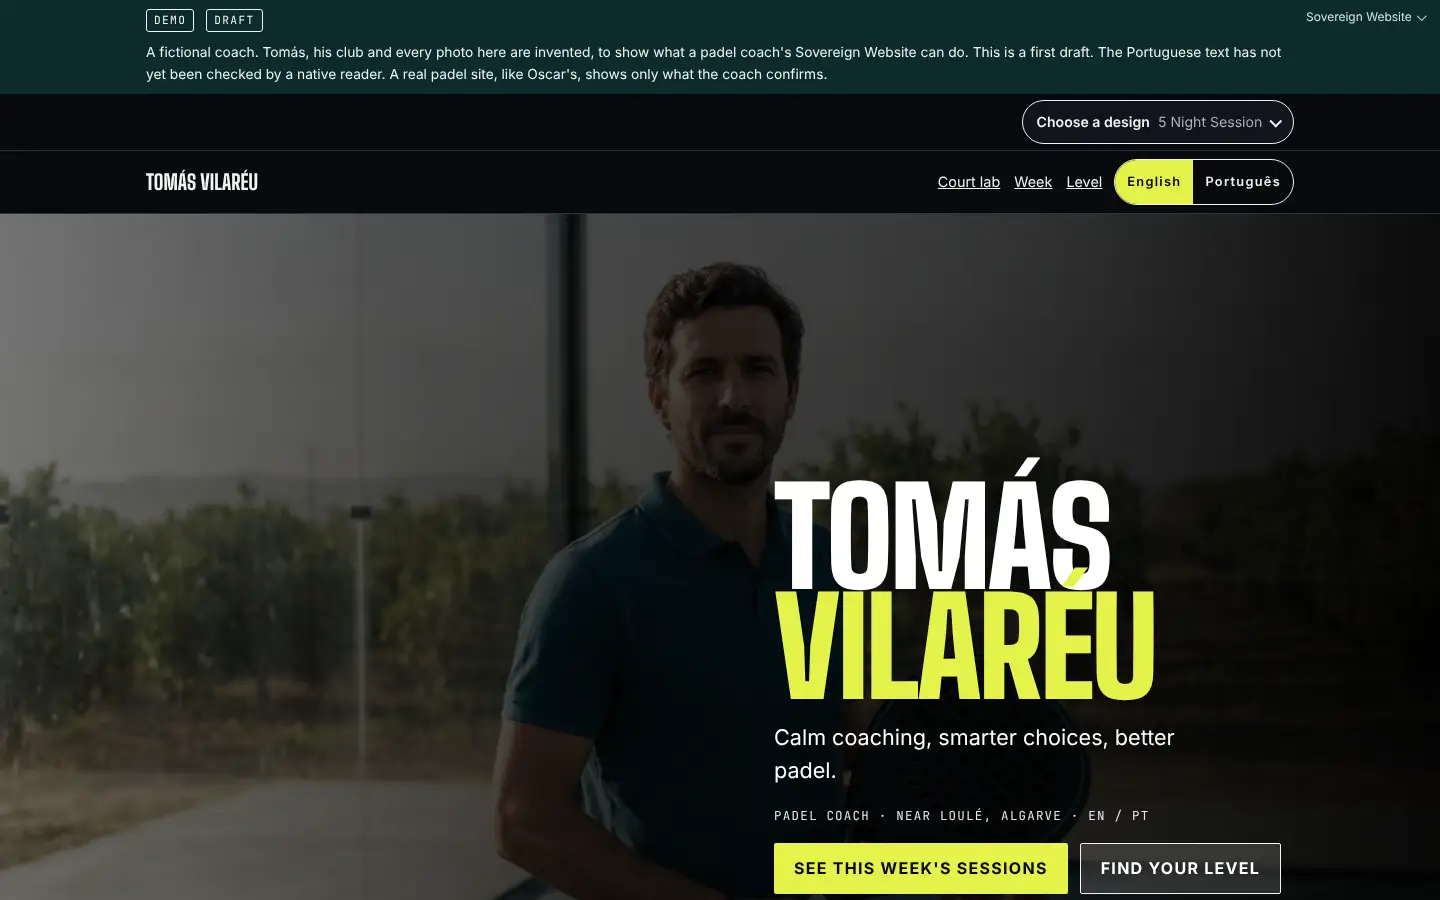 DEMO DRAFT
Sovereign Website
A fictional coach. Tomás, his club and every photo here are invented, to show what a padel coach's Sovereign Website can do. This is a first draft. The Portuguese text has not
yet been checked by a native reader. A real padel site, like Oscar's, shows only what the coach confirms.
Choose a design 5 Night Session
TOMÁS VILARÉU
Court lab Week Level English Português
TOMÁS
VILARÉU
Calm coaching, smarter choices, better
padel.
PADEL COACH · NEAR LOULÉ, ALGARVE · EN / PT
SEE THIS WEEK'S SESSIONS FIND YOUR LEVEL